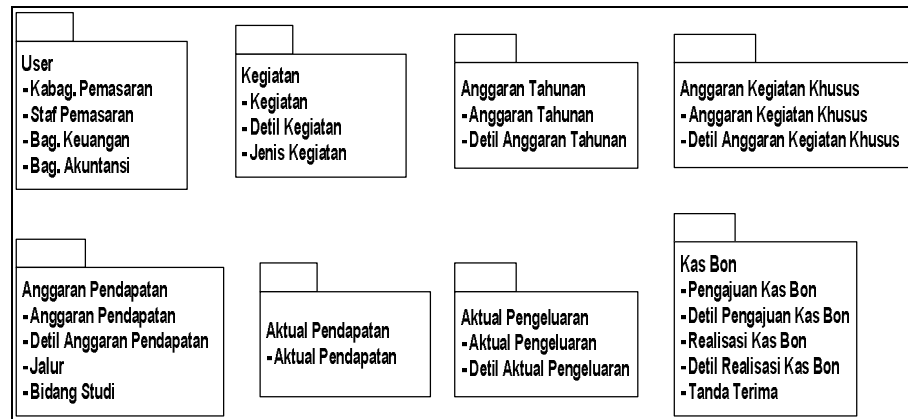 User
- Kabag. Pemasaran
- Staf Pemasaran
- Bag. Keuangan
- Bag. Akuntansi
Kegiatan
- Kegiatan
- Detil Kegiatan
- Jenis Kegiatan
Anggaran Tahunan
- Anggaran Tahunan
- Detil Anggaran Tahunan
Anggaran Kegiatan Khusus
- Anggaran Kegiatan Khusus
- Detil Anggaran Kegiatan Khusus
Anggaran Pendapatan
- Anggaran Pendapatan
- Detil Anggaran Pendapatan
- Jalur
- Bidang Studi
Aktual Pendapatan
- Aktual Pendapatan
Aktual Pengeluaran
- Aktual Pengeluaran
- Detil Aktual Pengeluaran
Kas Bon
- Pengajuan Kas Bon
- Detil Pengajuan Kas Bon
- Realisasi Kas Bon
- Detil Realisasi Kas Bon
- Tanda Terima